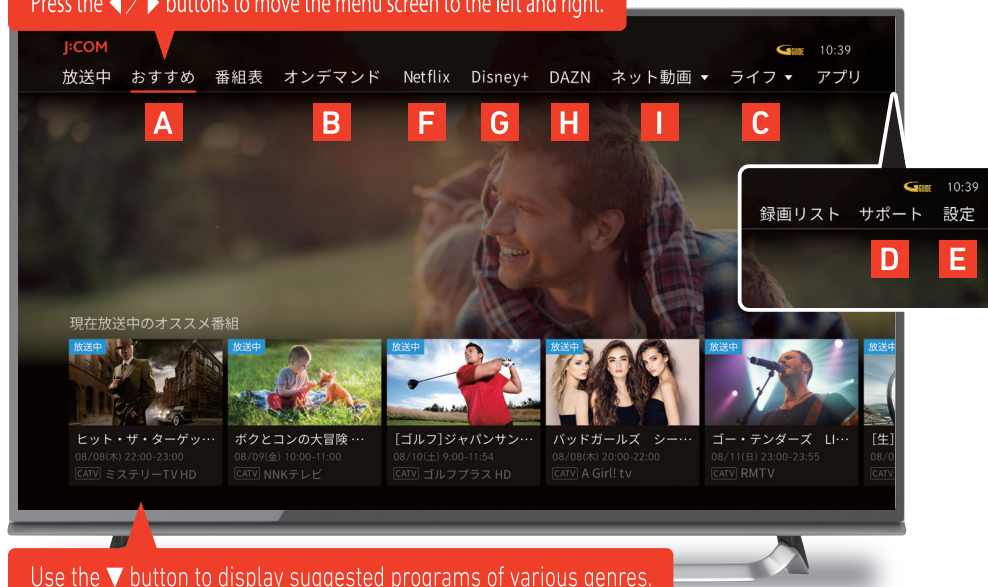 Press the ◀/▶ buttons to move the menu screen to the left and right.
J:COM
G GUIDE 10:39
放送中 おすすめ 番組表 オンデマンド Netflix Disney+ DAZN ネット動画 ▼ ライフ ▼ アプリ
A B F G H I C
G GUIDE 10:39
録画リスト サポート 設定
D E
現在放送中のオススメ番組
放送中 放送中 放送中 放送中 放送中 放送中
ヒット・ザ・ターゲッ… ボクとコンの大冒険… [ゴルフ]ジャパンサン… バッドガールズ シー… ゴー・テンダーズ LI… [生]
08/08(木) 22:00-23:00 08/09(金) 10:00-11:00 08/10(土) 9:00-11:54 08/08(木) 20:00-22:00 08/11(日) 23:00-23:55 08/0
CATV ミステリーTV HD CATV NNKテレビ CATV ゴルフプラス HD CATV A Girl! tv CATV RMTV CATV
Use the ▼ button to display suggested programs of various genres.